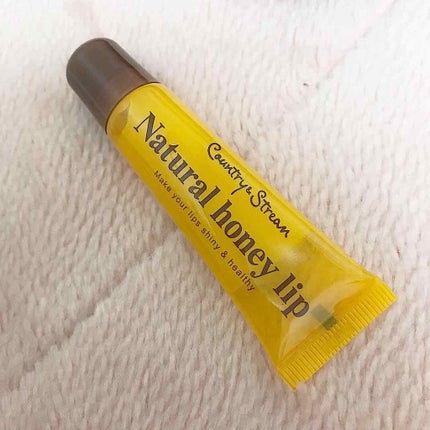 Country & Stream
Natural honey lip
Make your lips shiny & healthy